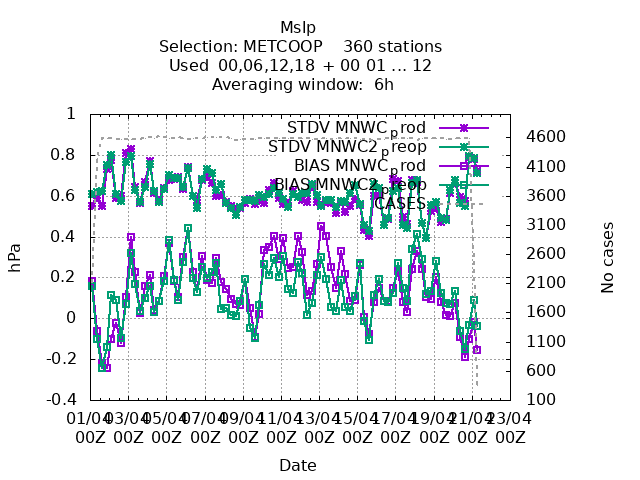 Mslp
Selection: METCOOP 360 stations
Used 00,06,12,18 + 00 01 ... 12
Averaging window: 6h
STDV MNWC_prod
STDV MNWC2_preop
BIAS MNWC_prod
BIAS MNWC2_preop
CASES
1
0.8
0.6
0.4
0.2
0
-0.2
-0.4
hPa
4600
4100
3600
3100
2600
2100
1600
1100
600
100
No cases
01/04 03/04 05/04 07/04 09/04 11/04 13/04 15/04 17/04 19/04 21/04 23/04
00Z 00Z 00Z 00Z 00Z 00Z 00Z 00Z 00Z 00Z 00Z 00Z
Date